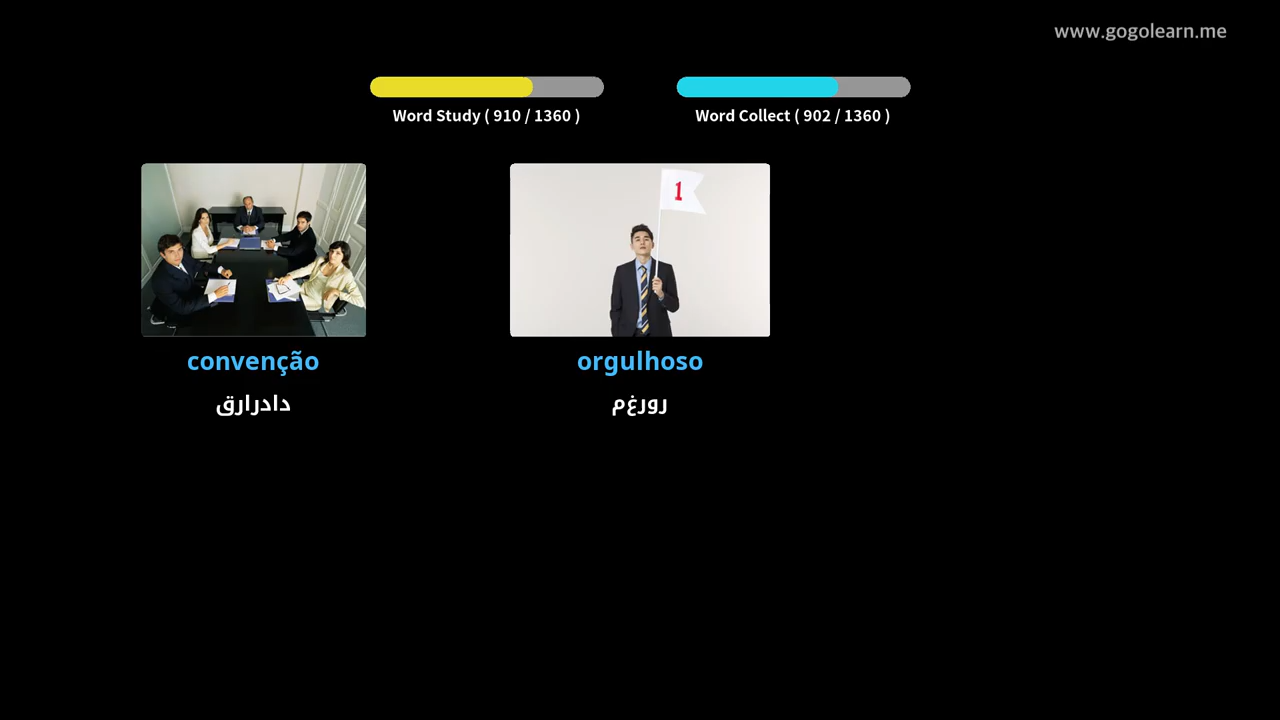 www.gogolearn.me
Word Study ( 910 / 1360 )
Word Collect ( 902 / 1360 )
1
convenção
دادرارق
orgulhoso
رورغم